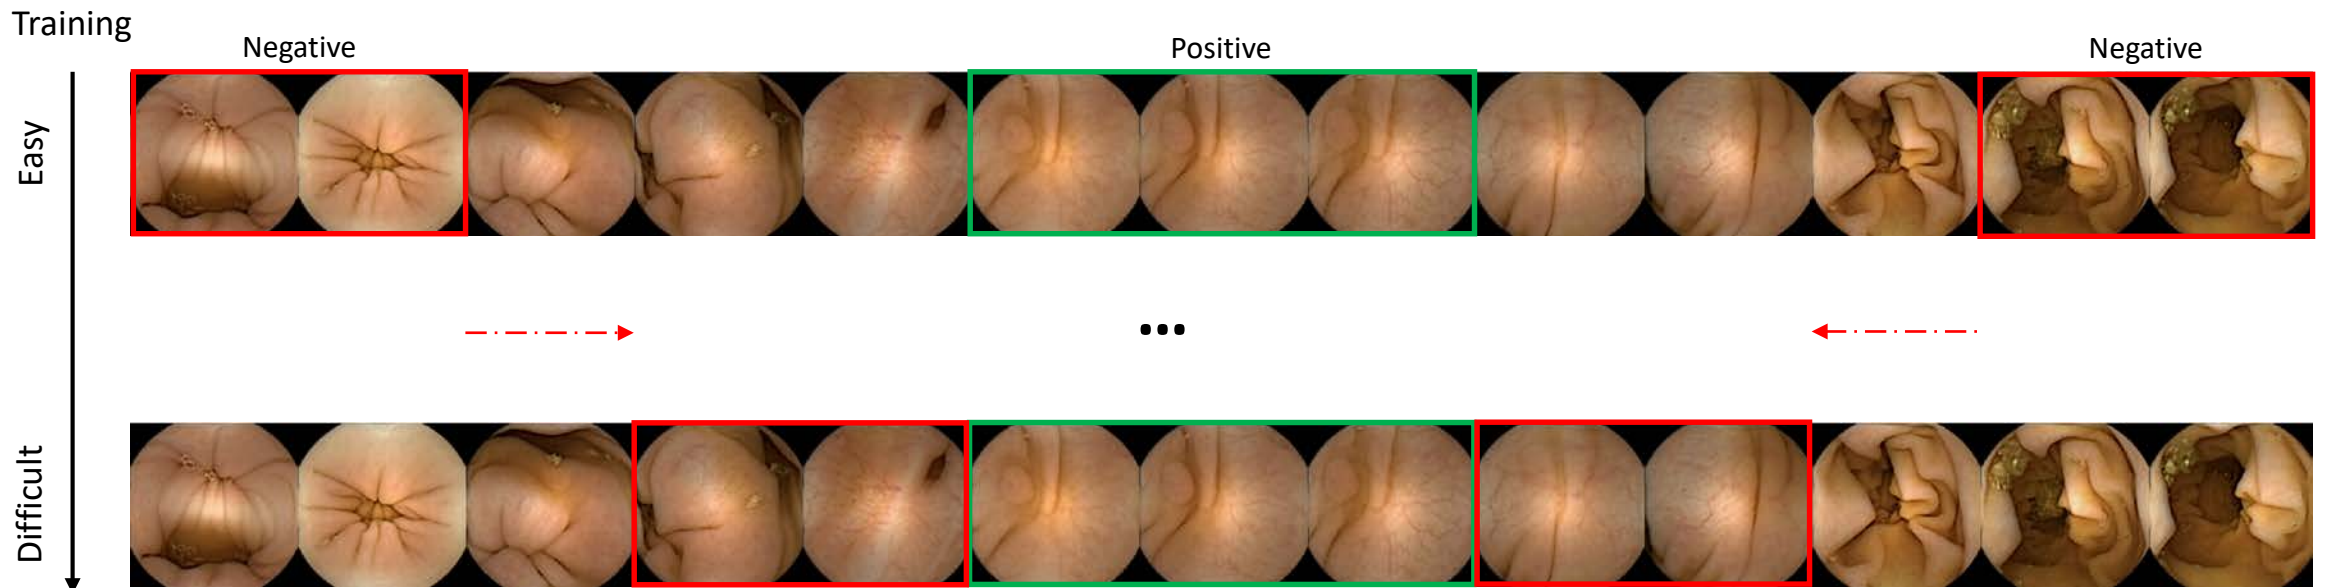 Training
Negative
Positive
Negative
Easy
...
Difficult